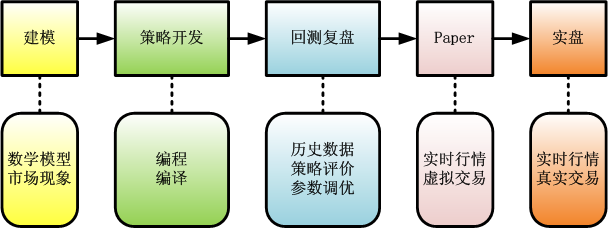 建模
策略开发
回测复盘
Paper
实盘
数学模型
市场现象
编程
编译
历史数据
策略评价
参数调优
实时行情
虚拟交易
实时行情
真实交易